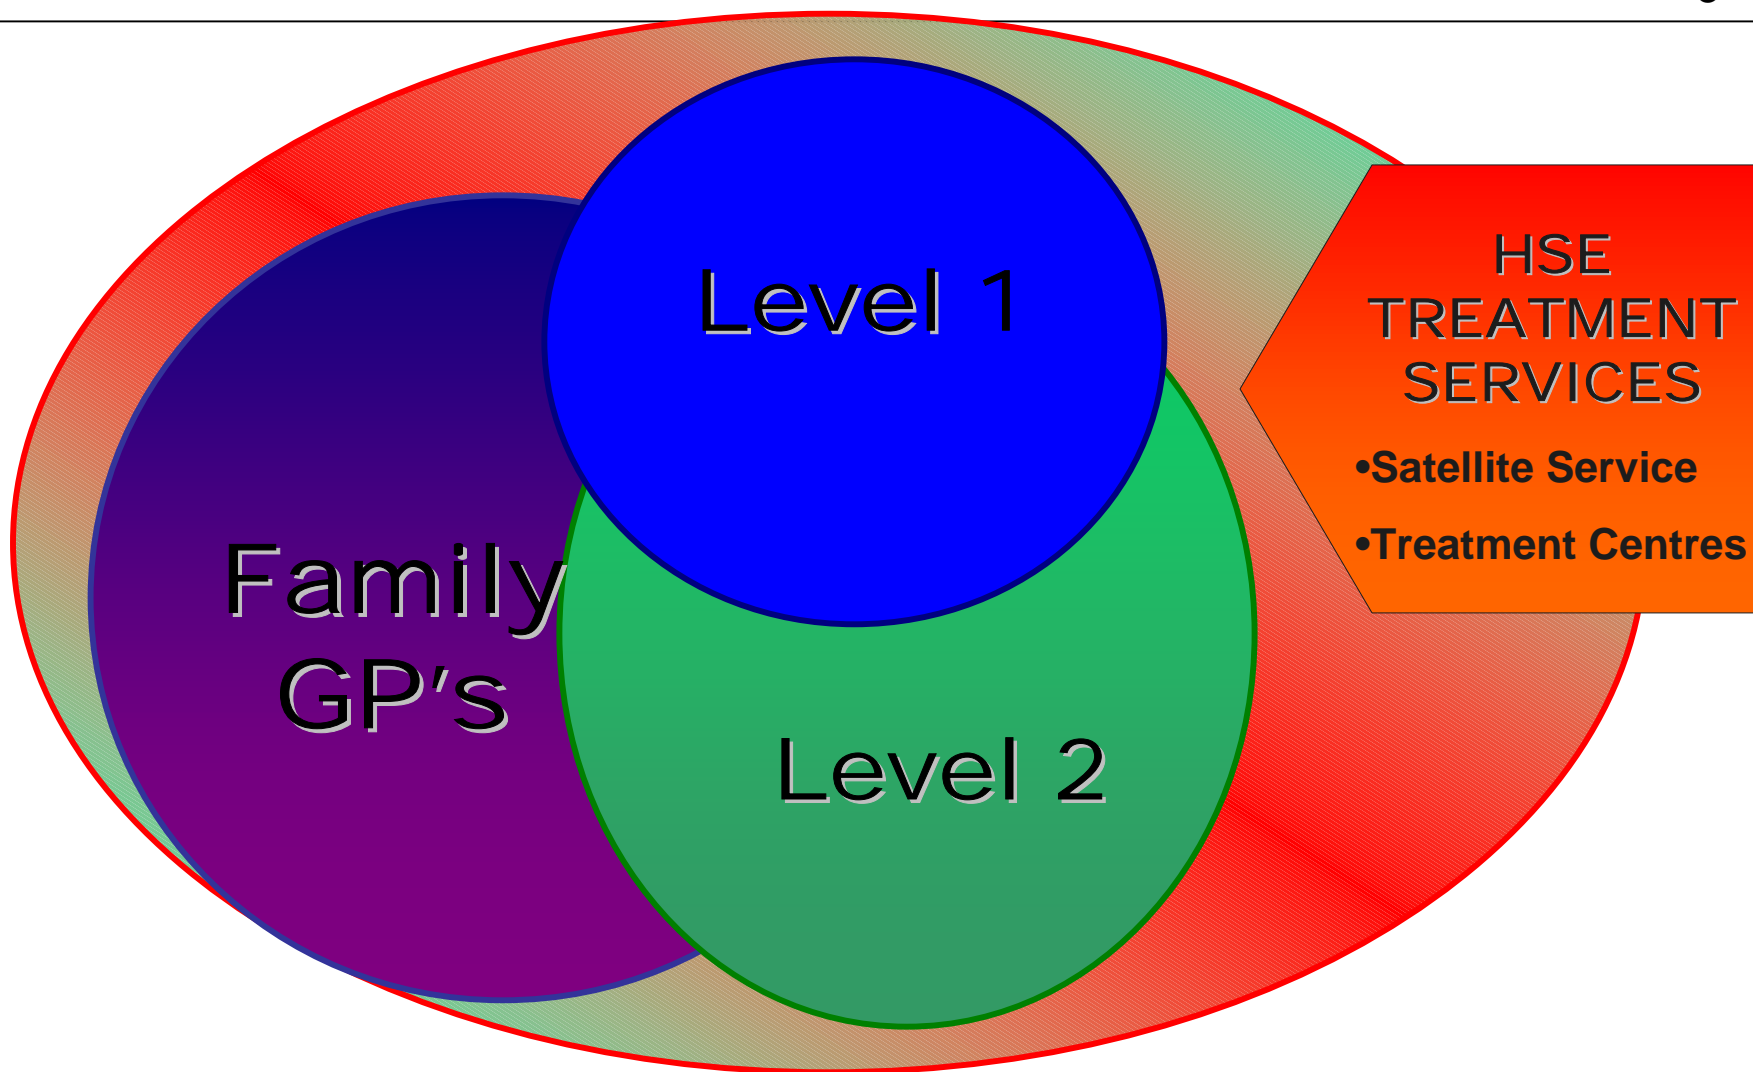 Level 1
HSE
TREATMENT
SERVICES
•Satellite Service
•Treatment Centres
Family
GP's
Level 2